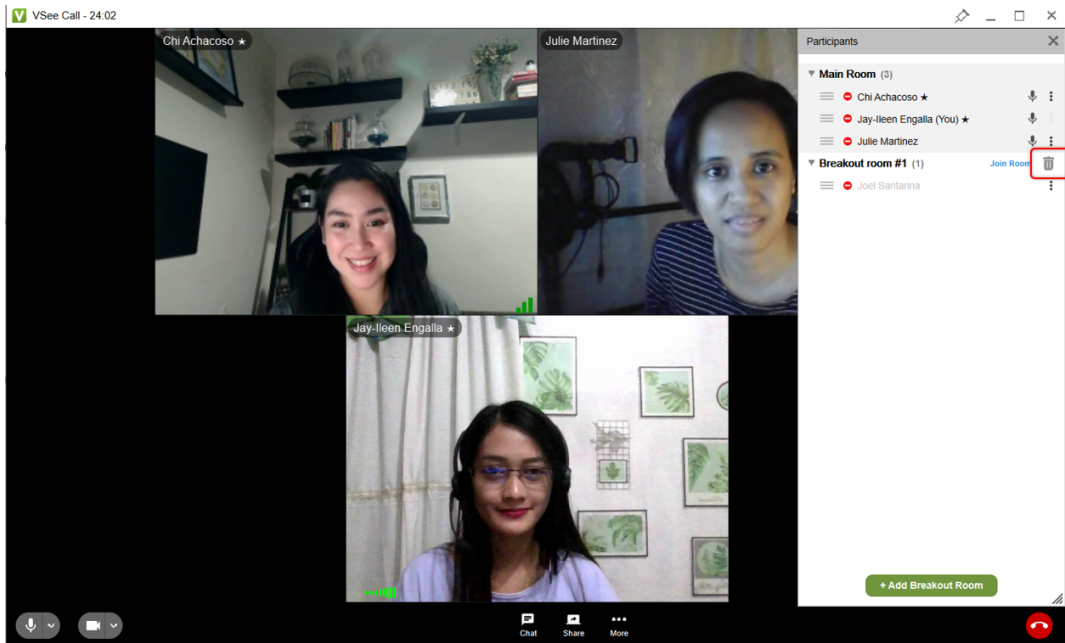 VSee Call - 24:02
Chi Achacoso ★
Julie Martinez
Jay-Ileen Engalla ★
Participants
Main Room (3)
Chi Achacoso ★
Jay-Ileen Engalla (You) ★
Julie Martinez
Breakout room #1 (1)
Join Room
Joel Santarina
+ Add Breakout Room
Chat
Share
More